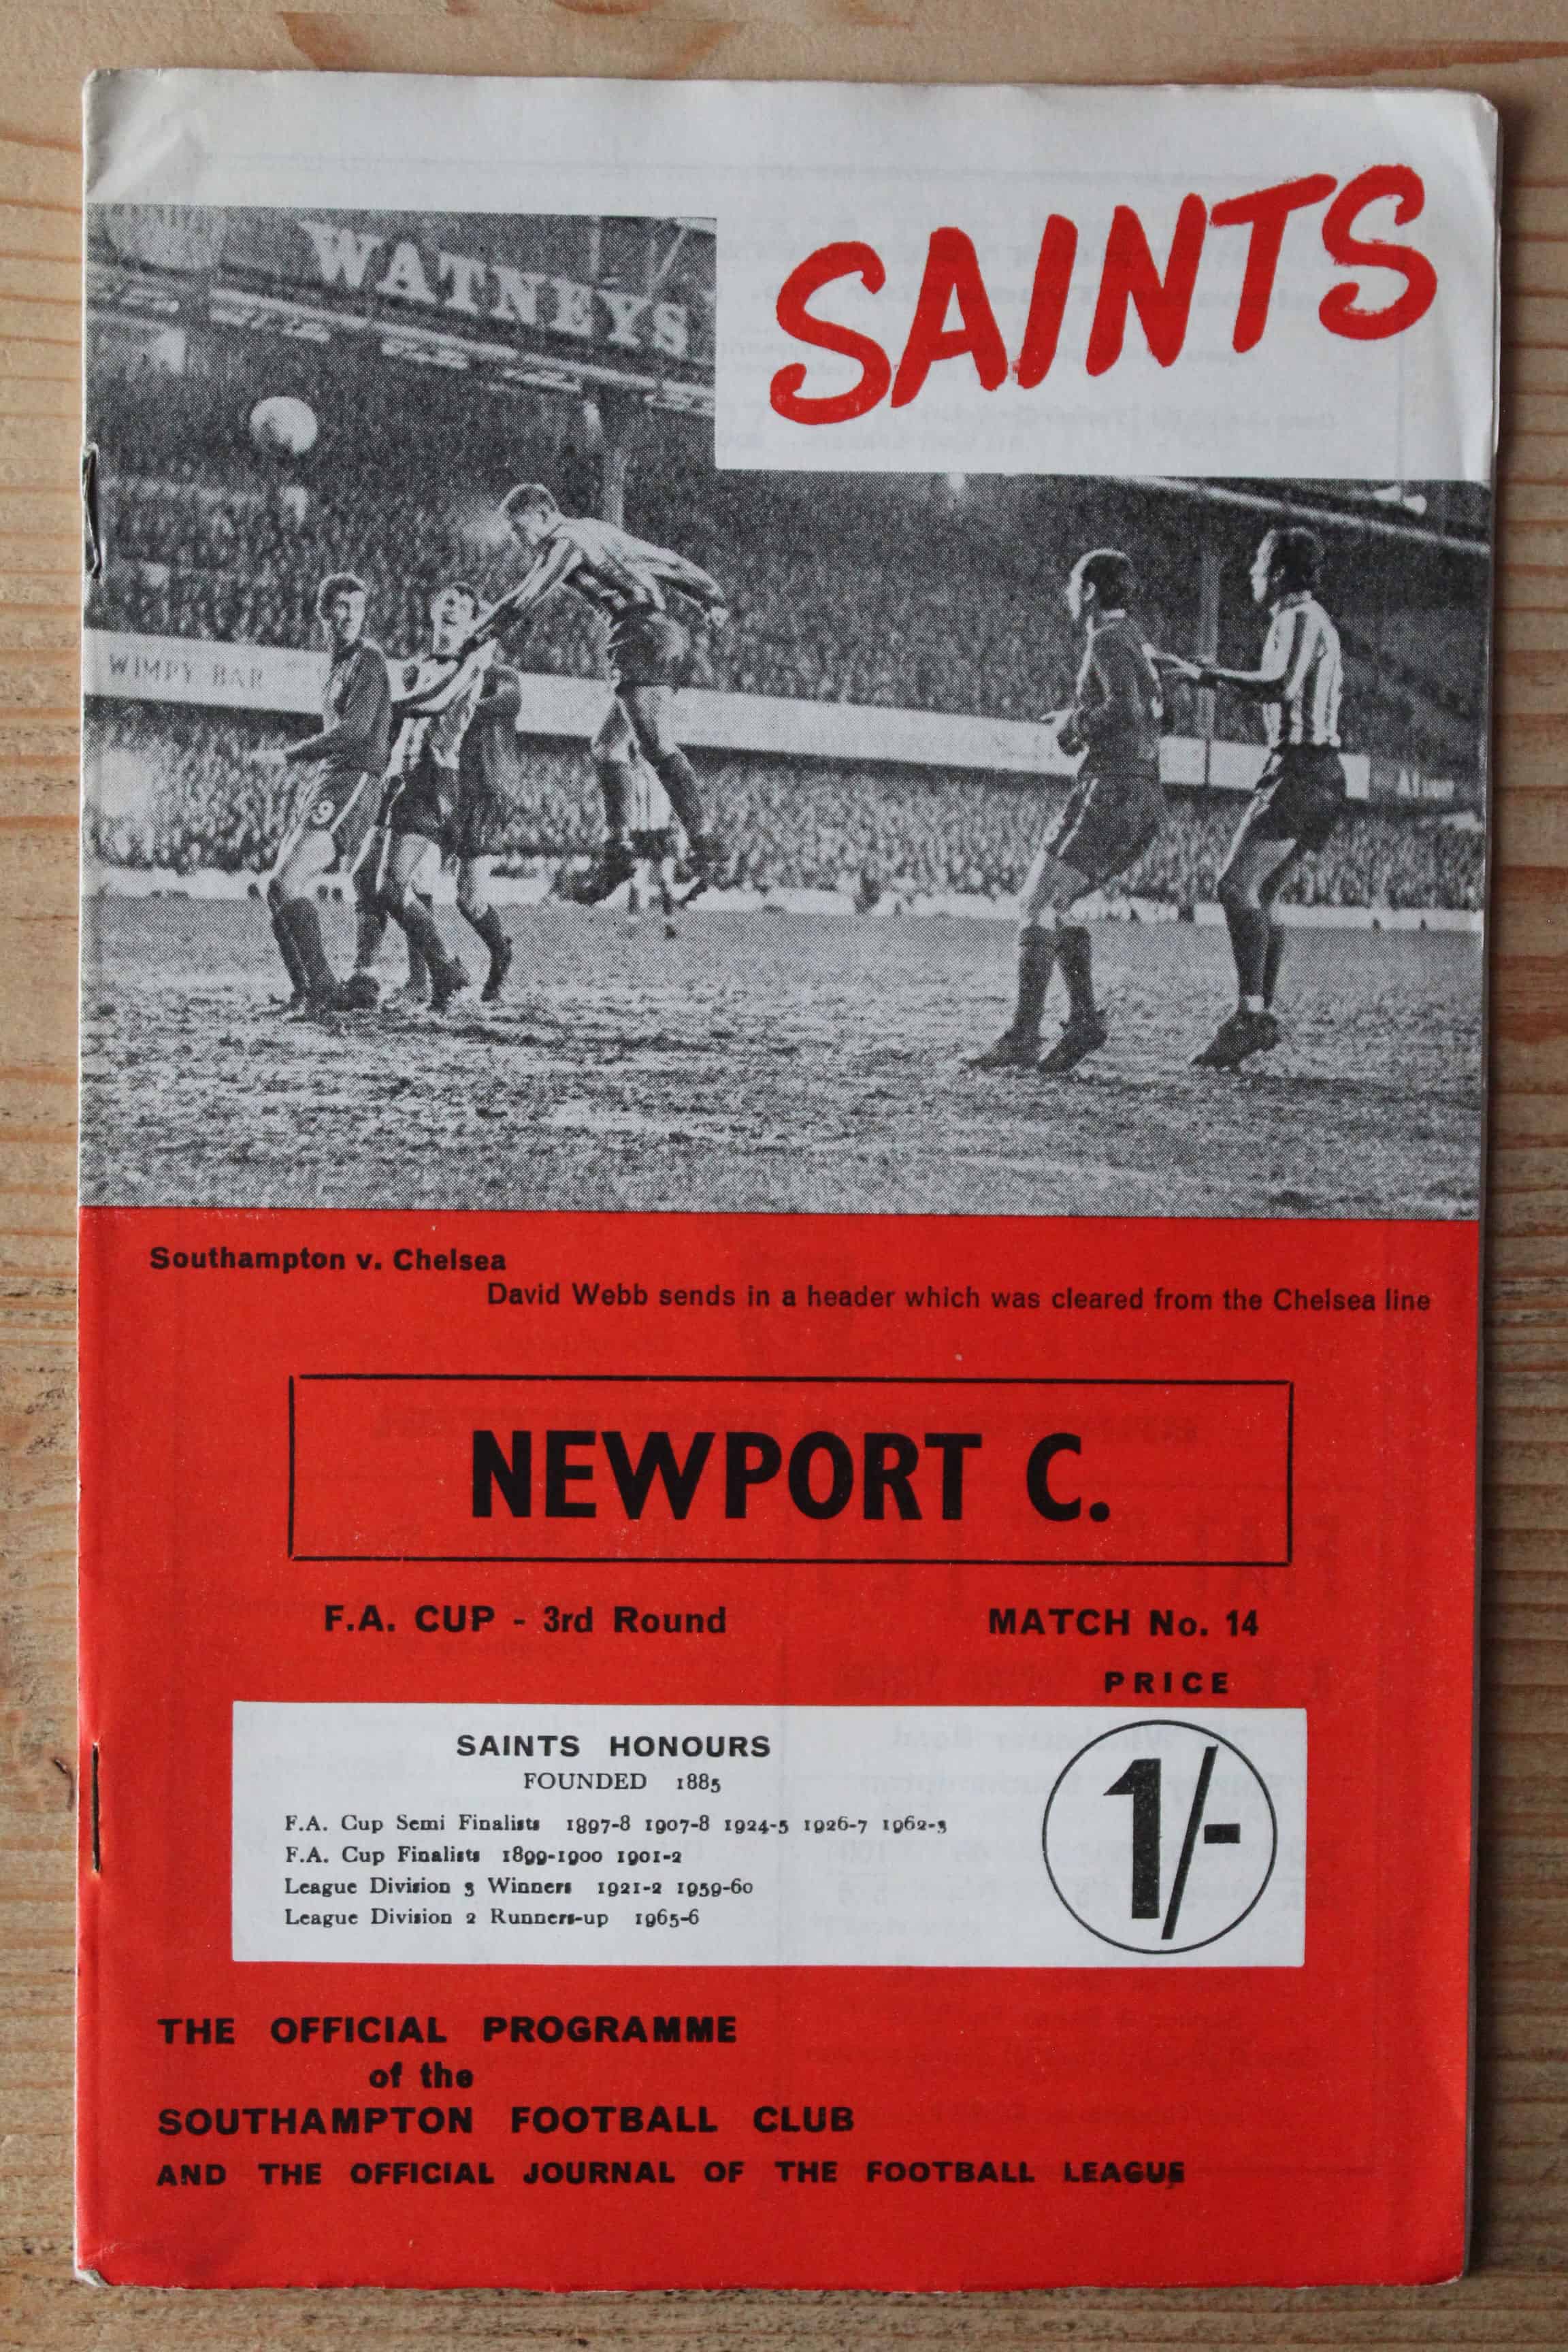 SAINTS
WATNEYS
WIMPY BAR
9
Southampton v. Chelsea
David Webb sends in a header which was cleared from the Chelsea line
NEWPORT C.
F.A. CUP - 3rd Round MATCH No. 14
PRICE
1/-
SAINTS HONOURS
FOUNDED 1885
F.A. Cup Semi Finalists 1897-8 1907-8 1924-5 1926-7 1962-3
F.A. Cup Finalists 1899-1900 1901-2
League Division 3 Winners 1921-2 1959-60
League Division 2 Runners-up 1965-6
THE OFFICIAL PROGRAMME
of the
SOUTHAMPTON FOOTBALL CLUB
AND THE OFFICIAL JOURNAL OF THE FOOTBALL LEAGUE